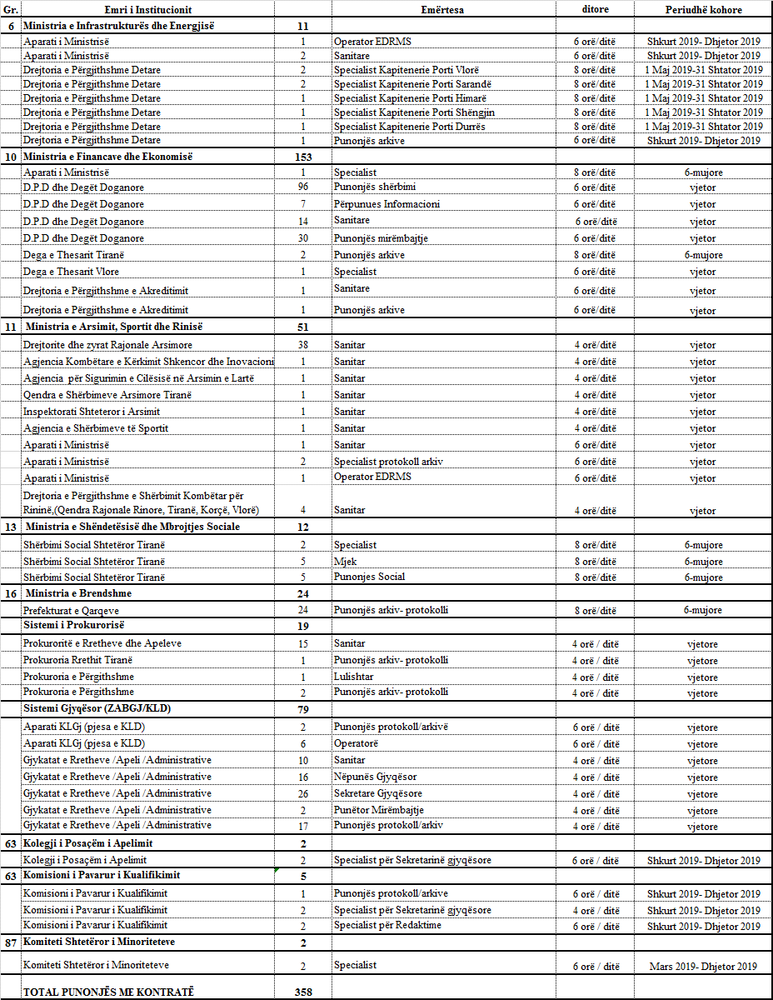 Gr. Emri i Institucionit Emërtesa ditore Periudhë kohore
6 Ministria e Infrastrukturës dhe Energjisë 11
Aparati i Ministrisë 1 Operator EDRMS 6 orë/ditë Shkurt 2019- Dhjetor 2019
Aparati i Ministrisë 2 Sanitare 6 orë/ditë Shkurt 2019- Dhjetor 2019
Drejtoria e Përgjithshme Detare 2 Specialist Kapitenerie Porti Vlorë 8 orë/ditë 1 Maj 2019-31 Shtator 2019
Drejtoria e Përgjithshme Detare 2 Specialist Kapitenerie Porti Sarandë 8 orë/ditë 1 Maj 2019-31 Shtator 2019
Drejtoria e Përgjithshme Detare 1 Specialist Kapitenerie Porti Himarë 8 orë/ditë 1 Maj 2019-31 Shtator 2019
Drejtoria e Përgjithshme Detare 1 Specialist Kapitenerie Porti Shëngjin 8 orë/ditë 1 Maj 2019-31 Shtator 2019
Drejtoria e Përgjithshme Detare 1 Specialist Kapitenerie Porti Durrës 8 orë/ditë 1 Maj 2019-31 Shtator 2019
Drejtoria e Përgjithshme Detare 1 Punonjës arkive 6 orë/ditë Shkurt 2019- Dhjetor 2019
10 Ministria e Financave dhe Ekonomisë 153
Aparati i Ministrisë 1 Specialist 8 orë/ditë 6-mujore
D.P.D dhe Degët Doganore 96 Punonjës shërbimi 6 orë/ditë vjetor
D.P.D dhe Degët Doganore 7 Përpunues Informacioni 6 orë/ditë vjetor
D.P.D dhe Degët Doganore 14 Sanitare 6 orë/ditë vjetor
D.P.D dhe Degët Doganore 30 Punonjës mirëmbajtje 6 orë/ditë vjetor
Dega e Thesarit Tiranë 2 Punonjës arkive 8 orë/ditë 6-mujore
Dega e Thesarit Vlore 1 Specialist 6 orë/ditë vjetor
Drejtoria e Përgjithshme e Akreditimit 1 Sanitare 6 orë/ditë vjetor
Drejtoria e Përgjithshme e Akreditimit 1 Punonjës arkive 6 orë/ditë vjetor
11 Ministria e Arsimit, Sportit dhe Rinisë 51
Drejtorite dhe zyrat Rajonale Arsimore 38 Sanitar 4 orë/ditë vjetor
Agjencia Kombëtare e Kërkimit Shkencor dhe Inovacioni 1 Sanitar 4 orë/ditë vjetor
Agjencia për Sigurimin e Cilësisë në Arsimin e Lartë 1 Sanitar 4 orë/ditë vjetor
Qendra e Shërbimeve Arsimore Tiranë 1 Sanitar 4 orë/ditë vjetor
Inspektorati Shteteror i Arsimit 1 Sanitar 4 orë/ditë vjetor
Agjencia e Shërbimeve të Sportit 1 Sanitar 4 orë/ditë vjetor
Aparati i Ministrisë 1 Sanitar 6 orë/ditë vjetor
Aparati i Ministrisë 2 Specialist protokoll arkiv 6 orë/ditë vjetor
Aparati i Ministrisë 1 Operator EDRMS 6 orë/ditë vjetor
Drejtoria e Përgjithshme e Shërbimit Kombëtar për
Rininë,(Qendra Rajonale Rinore, Tiranë, Korçë, Vlorë) 4 Sanitar 4 orë/ditë vjetor
13 Ministria e Shëndetësisë dhe Mbrojtjes Sociale 12
Shërbimi Social Shtetëror Tiranë 2 Specialist 8 orë/ditë 6-mujore
Shërbimi Social Shtetëror Tiranë 5 Mjek 8 orë/ditë 6-mujore
Shërbimi Social Shtetëror Tiranë 5 Punonjes Social 8 orë/ditë 6-mujore
16 Ministria e Brendshme 24
Prefekturat e Qarqeve 24 Punonjës arkiv- protokolli 8 orë/ditë 6-mujore
Sistemi i Prokurorisë 19
Prokuroritë e Rretheve dhe Apeleve 15 Sanitar 4 orë / ditë vjetore
Prokuroria Rrethit Tiranë 1 Punonjës arkiv- protokolli 4 orë / ditë vjetore
Prokuroria e Përgithshme 1 Lulishtar 4 orë / ditë vjetore
Prokuroria e Përgithshme 2 Punonjës arkiv- protokolli 4 orë / ditë vjetore
Sistemi Gjyqësor (ZABGJ/KLD) 79
Aparati KLGj (pjesa e KLD) 2 Punonjës protokoll/arkivë 6 orë / ditë vjetore
Aparati KLGj (pjesa e KLD) 6 Operatorë 6 orë / ditë vjetore
Gjykatat e Rretheve /Apeli /Administrative 10 Sanitar 4 orë / ditë vjetore
Gjykatat e Rretheve /Apeli /Administrative 16 Nëpunës Gjyqësor 4 orë / ditë vjetore
Gjykatat e Rretheve /Apeli /Administrative 26 Sekretare Gjyqësore 4 orë / ditë vjetore
Gjykatat e Rretheve /Apeli /Administrative 2 Punëtor Mirëmbajtje 4 orë / ditë vjetore
Gjykatat e Rretheve /Apeli /Administrative 17 Punonjës protokoll/arkiv 4 orë / ditë vjetore
63 Kolegji i Posaçëm i Apelimit 2
Kolegji i Posaçëm i Apelimit 2 Specialist për Sekretarinë gjyqësore 6 orë / ditë Shkurt 2019- Dhjetor 2019
63 Komisioni i Pavarur i Kualifikimit 5
Komisioni i Pavarur i Kualifikimit 1 Punonjës protokoll/arkive 6 orë / ditë Shkurt 2019- Dhjetor 2019
Komisioni i Pavarur i Kualifikimit 2 Specialist për Sekretarinë gjyqësore 4 orë / ditë Shkurt 2019- Dhjetor 2019
Komisioni i Pavarur i Kualifikimit 2 Specialist për Redaktime 6 orë / ditë Shkurt 2019- Dhjetor 2019
87 Komiteti Shtetëror i Minoriteteve 2
Komiteti Shtetëror i Minoriteteve 2 Specialist 6 orë / ditë Mars 2019- Dhjetor 2019
TOTAL PUNONJËS ME KONTRATË 358